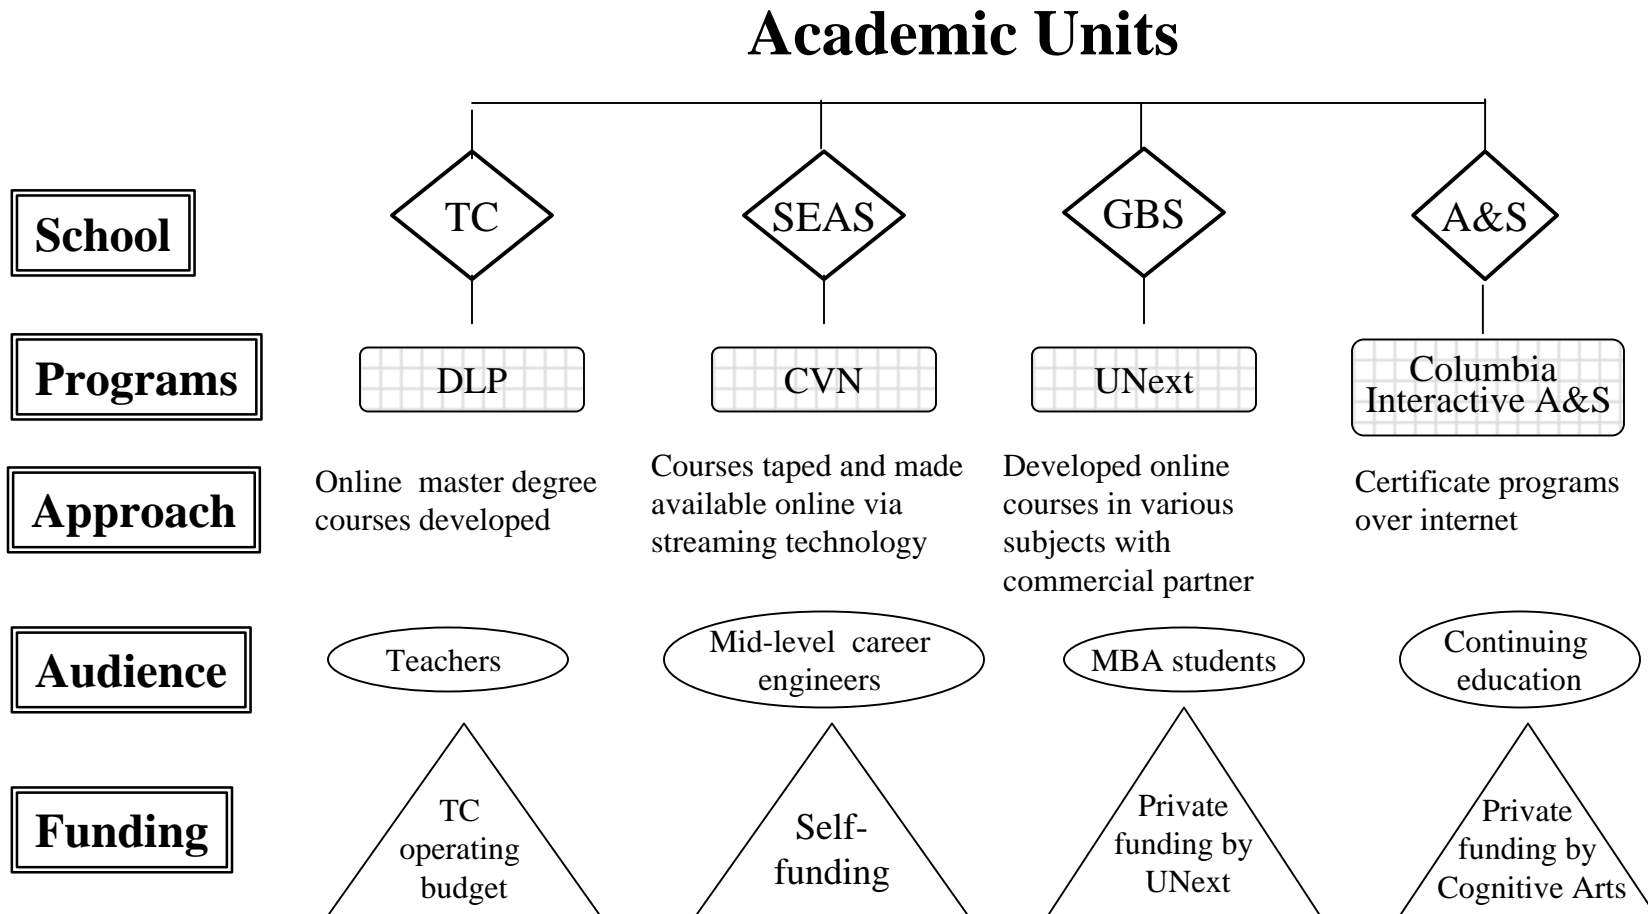 Academic Units
School
TC
SEAS
GBS
A&S
Programs
DLP
CVN
UNext
Columbia
Interactive A&S
Approach
Online master degree
courses developed
Courses taped and made
available online via
streaming technology
Developed online
courses in various
subjects with
commercial partner
Certificate programs
over internet
Audience
Teachers
Mid-level career
engineers
MBA students
Continuing
education
Funding
TC
operating
budget
Self-
funding
Private
funding by
UNext
Private
funding by
Cognitive Arts